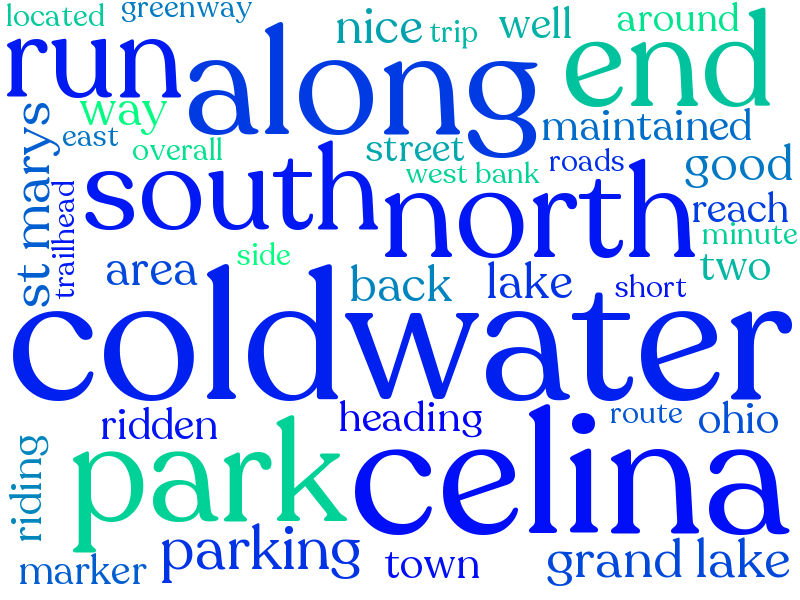 located
greenway
run
along
nice
trip
well
around
end
way
st marys
east
overall
street
maintained
west bank
roads
good
trailhead
south
north
reach
minute
side
area
back
lake
short
two
coldwater
ridden
heading
route
ohio
riding
park
celina
marker
parking
town
grand lake